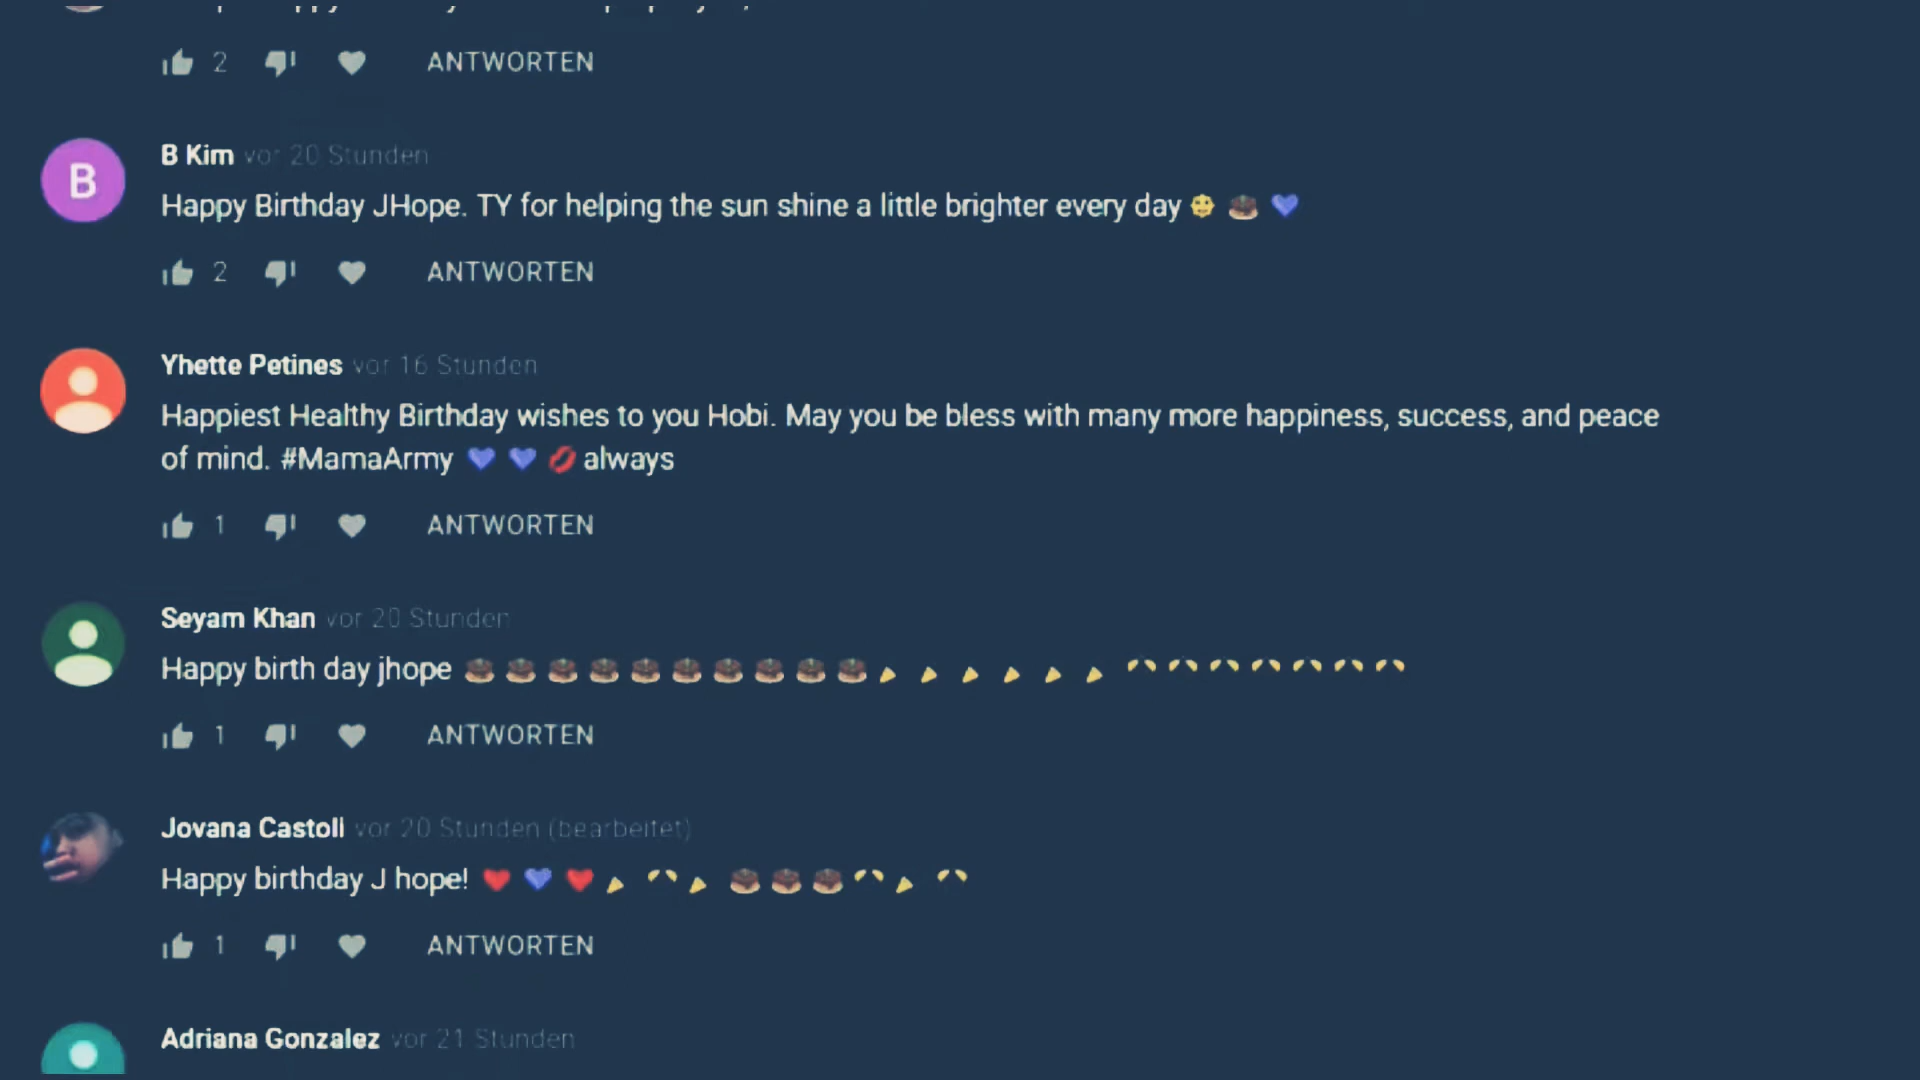 2 ANTWORTEN
B
B Kim vor 20 Stunden
Happy Birthday JHope. TY for helping the sun shine a little brighter every day
2 ANTWORTEN
Yhette Petines vor 16 Stunden
Happiest Healthy Birthday wishes to you Hobi. May you be bless with many more happiness, success, and peace
of mind. #MamaArmy 💙 💙 💋 always
1 ANTWORTEN
Seyam Khan vor 20 Stunden
Happy birth day jhope
1 ANTWORTEN
Jovana Castoli vor 20 Stunden (bearbeitet)
Happy birthday J hope!
1 ANTWORTEN
Adriana Gonzalez vor 21 Stunden